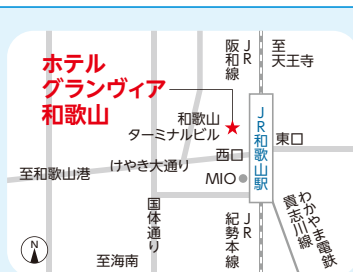 ホテル
グランヴィア
和歌山
JR
阪和線
至
天王寺
和歌山
ターミナルビル
JR和歌山駅
東口
西口
けやき大通り
至和歌山港
MIO
国体通り
JR
紀勢本線
わかやま電鉄
貴志川線
至海南
N